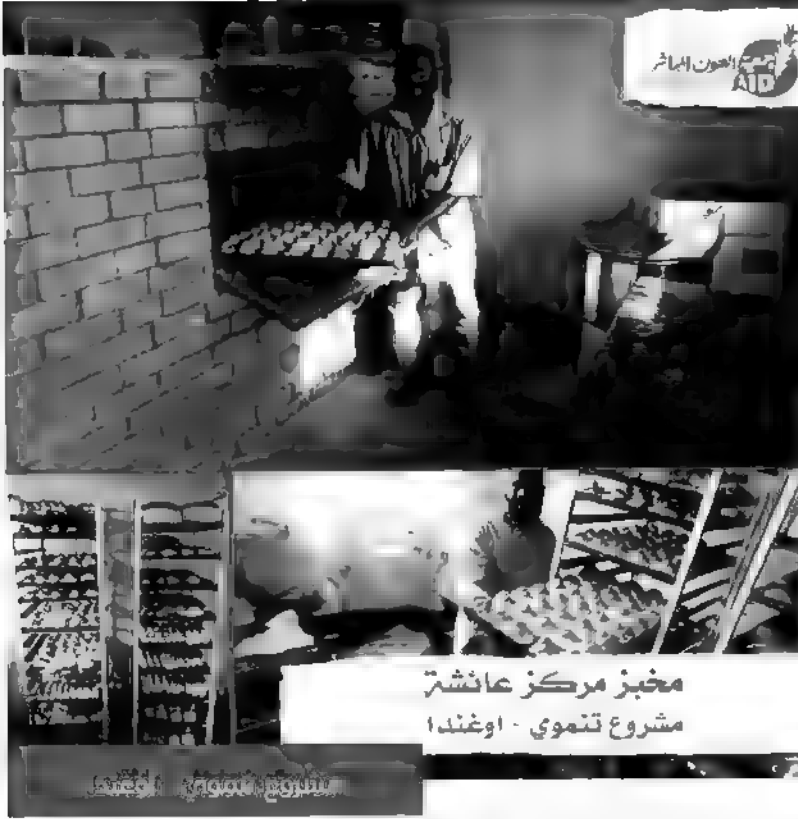 العون المباشر
AID
مخبز مركز عائشة
مشروع تنموي - اوغندا